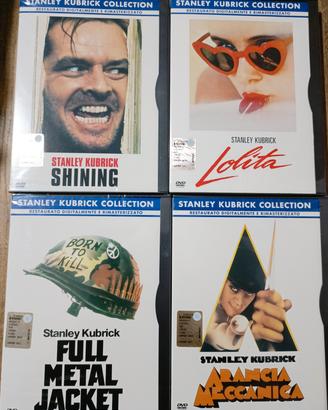 STANLEY KUBRICK COLLECTION
RESTAURATO DIGITALMENTE E RIMASTERIZZATO
STANLEY KUBRICK
SHINING
DVD
STANLEY KUBRICK COLLECTION
RESTAURATO DIGITALMENTE E RIMASTERIZZATO
STANLEY KUBRICK
Lolita
DVD
STANLEY KUBRICK COLLECTION
RESTAURATO DIGITALMENTE E RIMASTERIZZATO
BORN
TO
KILL
Stanley Kubrick
FULL
METAL
JACKET
DVD
STANLEY KUBRICK COLLECTION
RESTAURATO DIGITALMENTE E RIMASTERIZZATO
STANLEY KUBRICK
ARANCIA
MECCANICA
DVD